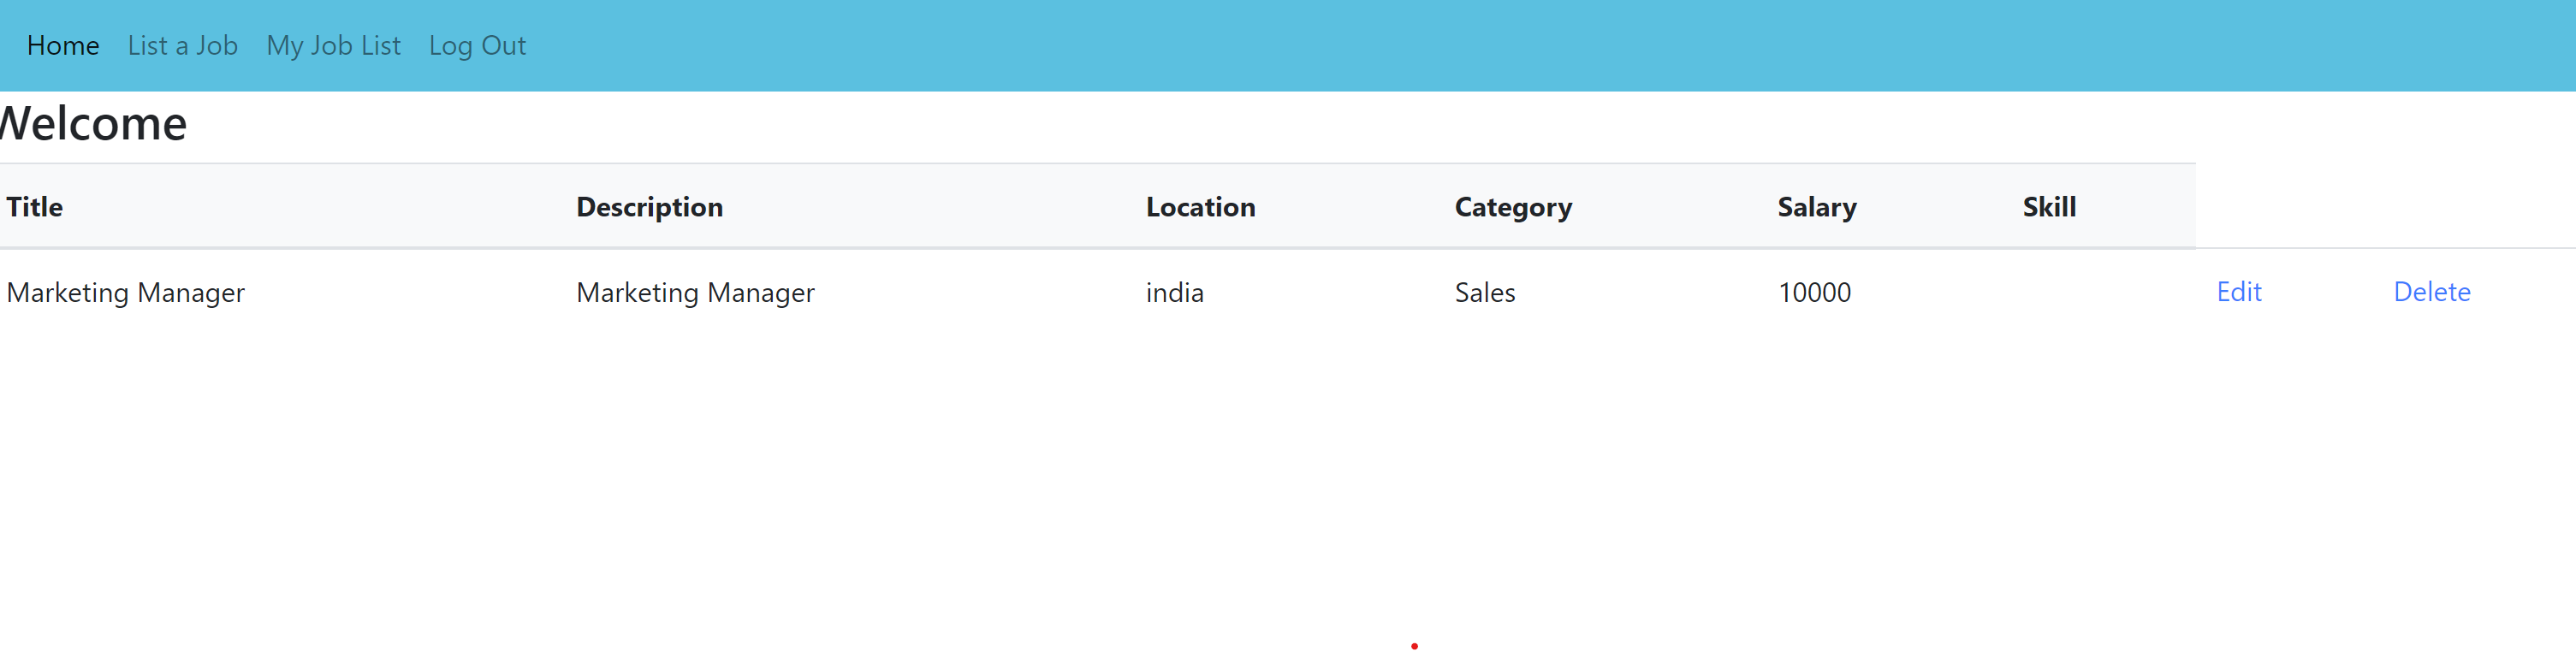 Home List a Job My Job List Log Out
Welcome
Title Description Location Category Salary Skill
Marketing Manager Marketing Manager india Sales 10000 Edit Delete